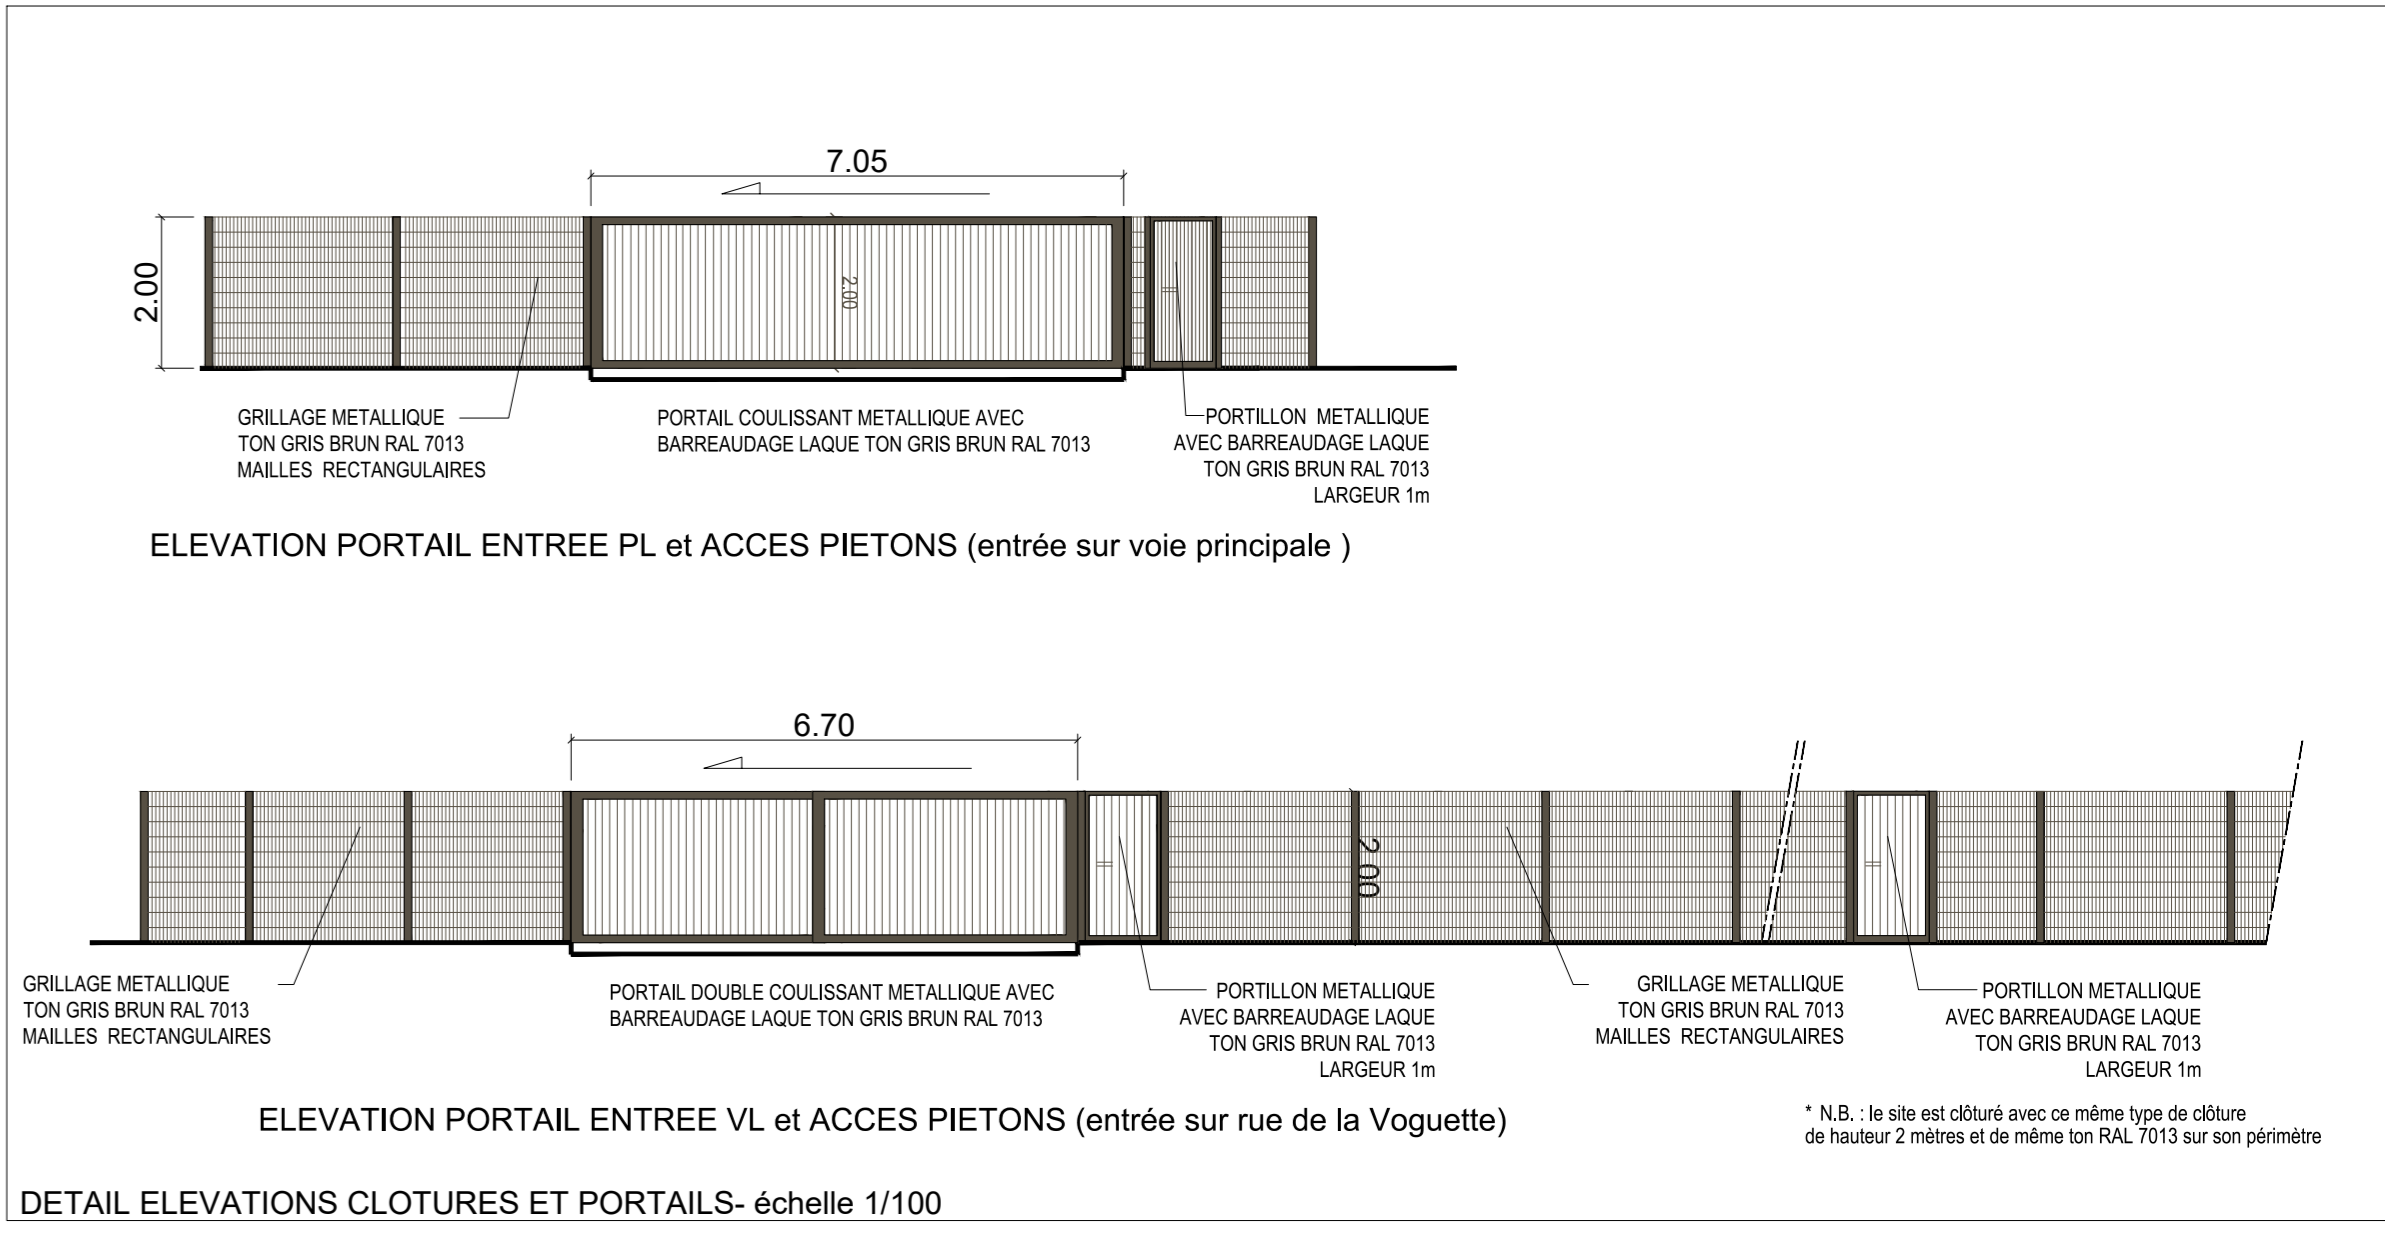 7.05
2.00
2.00
GRILLAGE METALLIQUE
TON GRIS BRUN RAL 7013
MAILLES RECTANGULAIRES
PORTAIL COULISSANT METALLIQUE AVEC
BARREAUDAGE LAQUE TON GRIS BRUN RAL 7013
PORTILLON METALLIQUE
AVEC BARREAUDAGE LAQUE
TON GRIS BRUN RAL 7013
LARGEUR 1m
ELEVATION PORTAIL ENTREE PL et ACCES PIETONS (entrée sur voie principale )
6.70
2.00
GRILLAGE METALLIQUE
TON GRIS BRUN RAL 7013
MAILLES RECTANGULAIRES
PORTAIL DOUBLE COULISSANT METALLIQUE AVEC
BARREAUDAGE LAQUE TON GRIS BRUN RAL 7013
PORTILLON METALLIQUE
AVEC BARREAUDAGE LAQUE
TON GRIS BRUN RAL 7013
LARGEUR 1m
GRILLAGE METALLIQUE
TON GRIS BRUN RAL 7013
MAILLES RECTANGULAIRES
PORTILLON METALLIQUE
AVEC BARREAUDAGE LAQUE
TON GRIS BRUN RAL 7013
LARGEUR 1m
ELEVATION PORTAIL ENTREE VL et ACCES PIETONS (entrée sur rue de la Voguette)
* N.B. : le site est clôturé avec ce même type de clôture
de hauteur 2 mètres et de même ton RAL 7013 sur son périmètre
DETAIL ELEVATIONS CLOTURES ET PORTAILS- échelle 1/100